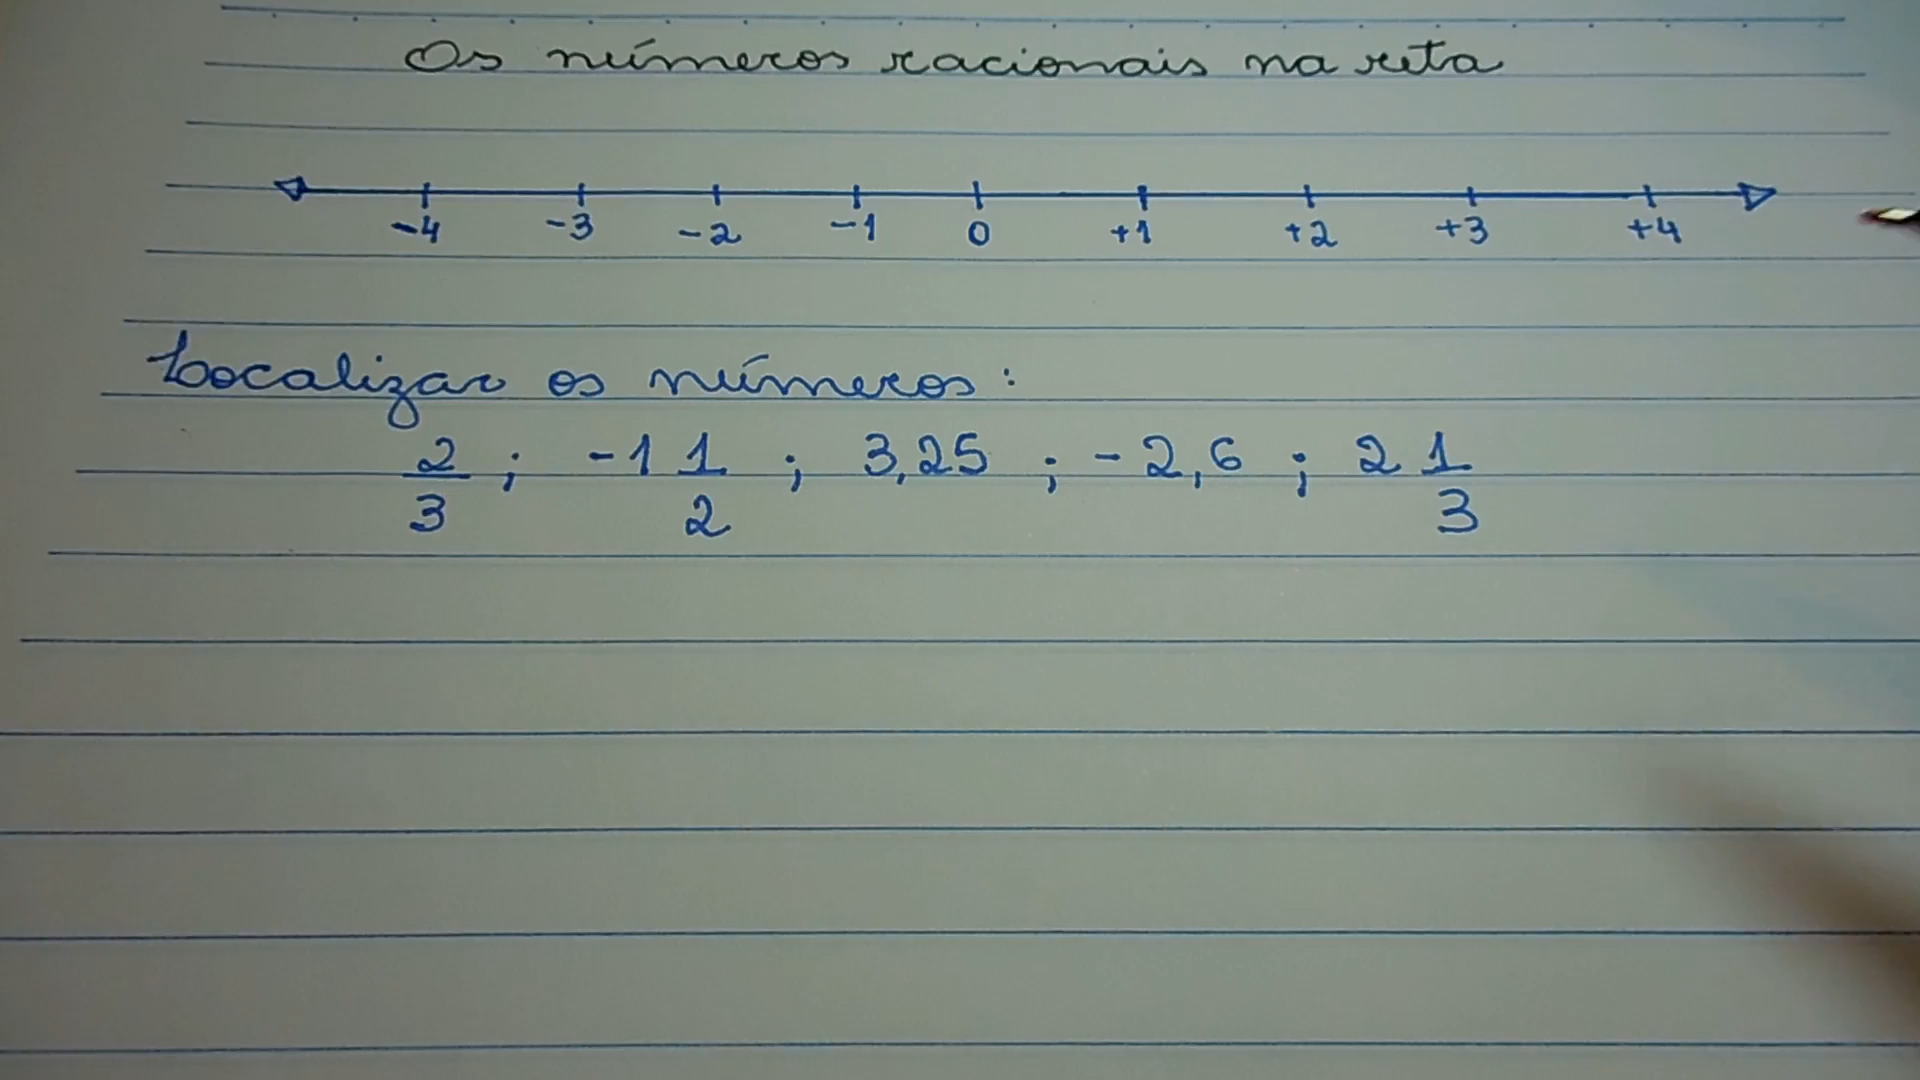 Os números racionais na reta
-4 -3 -2 -1 0 +1 +2 +3 +4
Localizar os números:
2/3 ; -1 1/2 ; 3,25 ; -2,6 ; 2 1/3